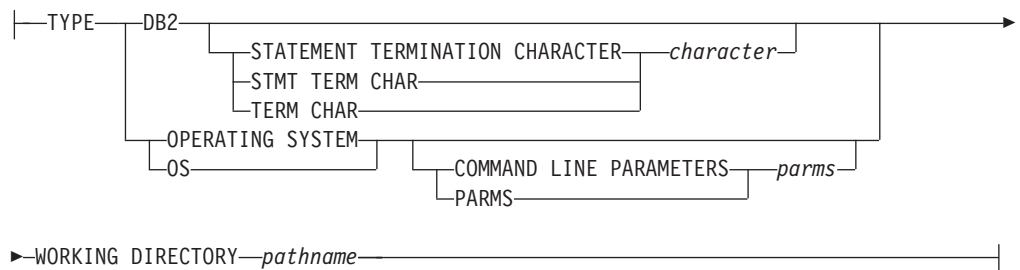 TYPE DB2
STATEMENT TERMINATION CHARACTER character
STMT TERM CHAR
TERM CHAR
OPERATING SYSTEM
OS
COMMAND LINE PARAMETERS parms
PARMS
WORKING DIRECTORY pathname